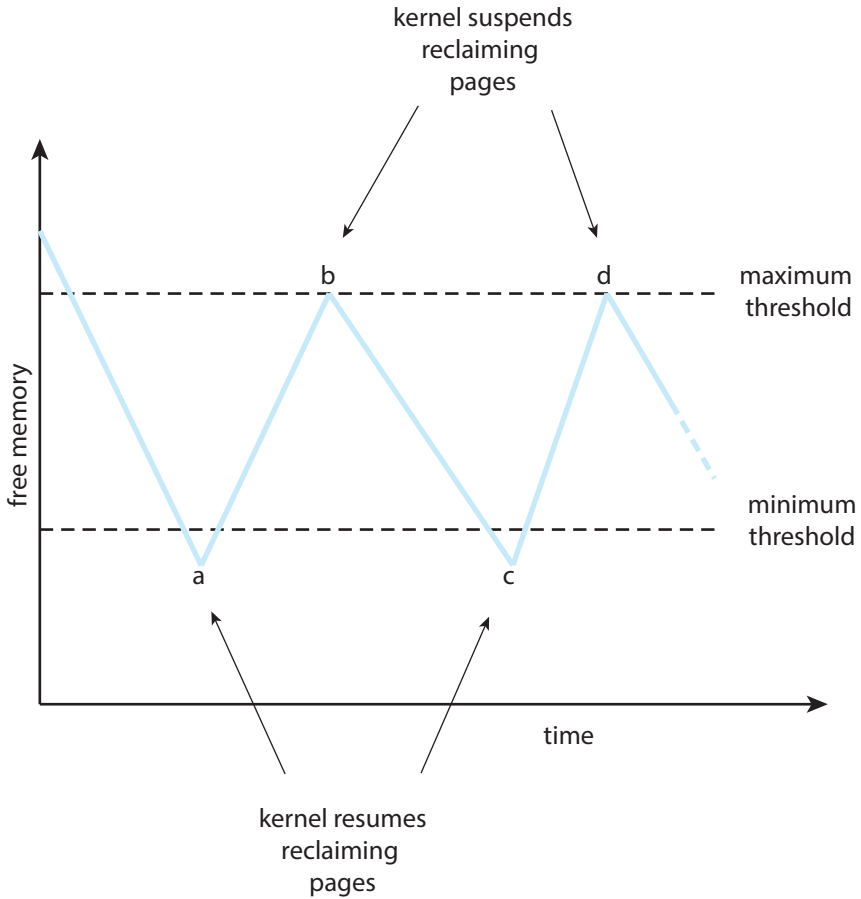 kernel suspends
reclaiming
pages
b
d
maximum
threshold
free memory
minimum
threshold
a
c
time
kernel resumes
reclaiming
pages